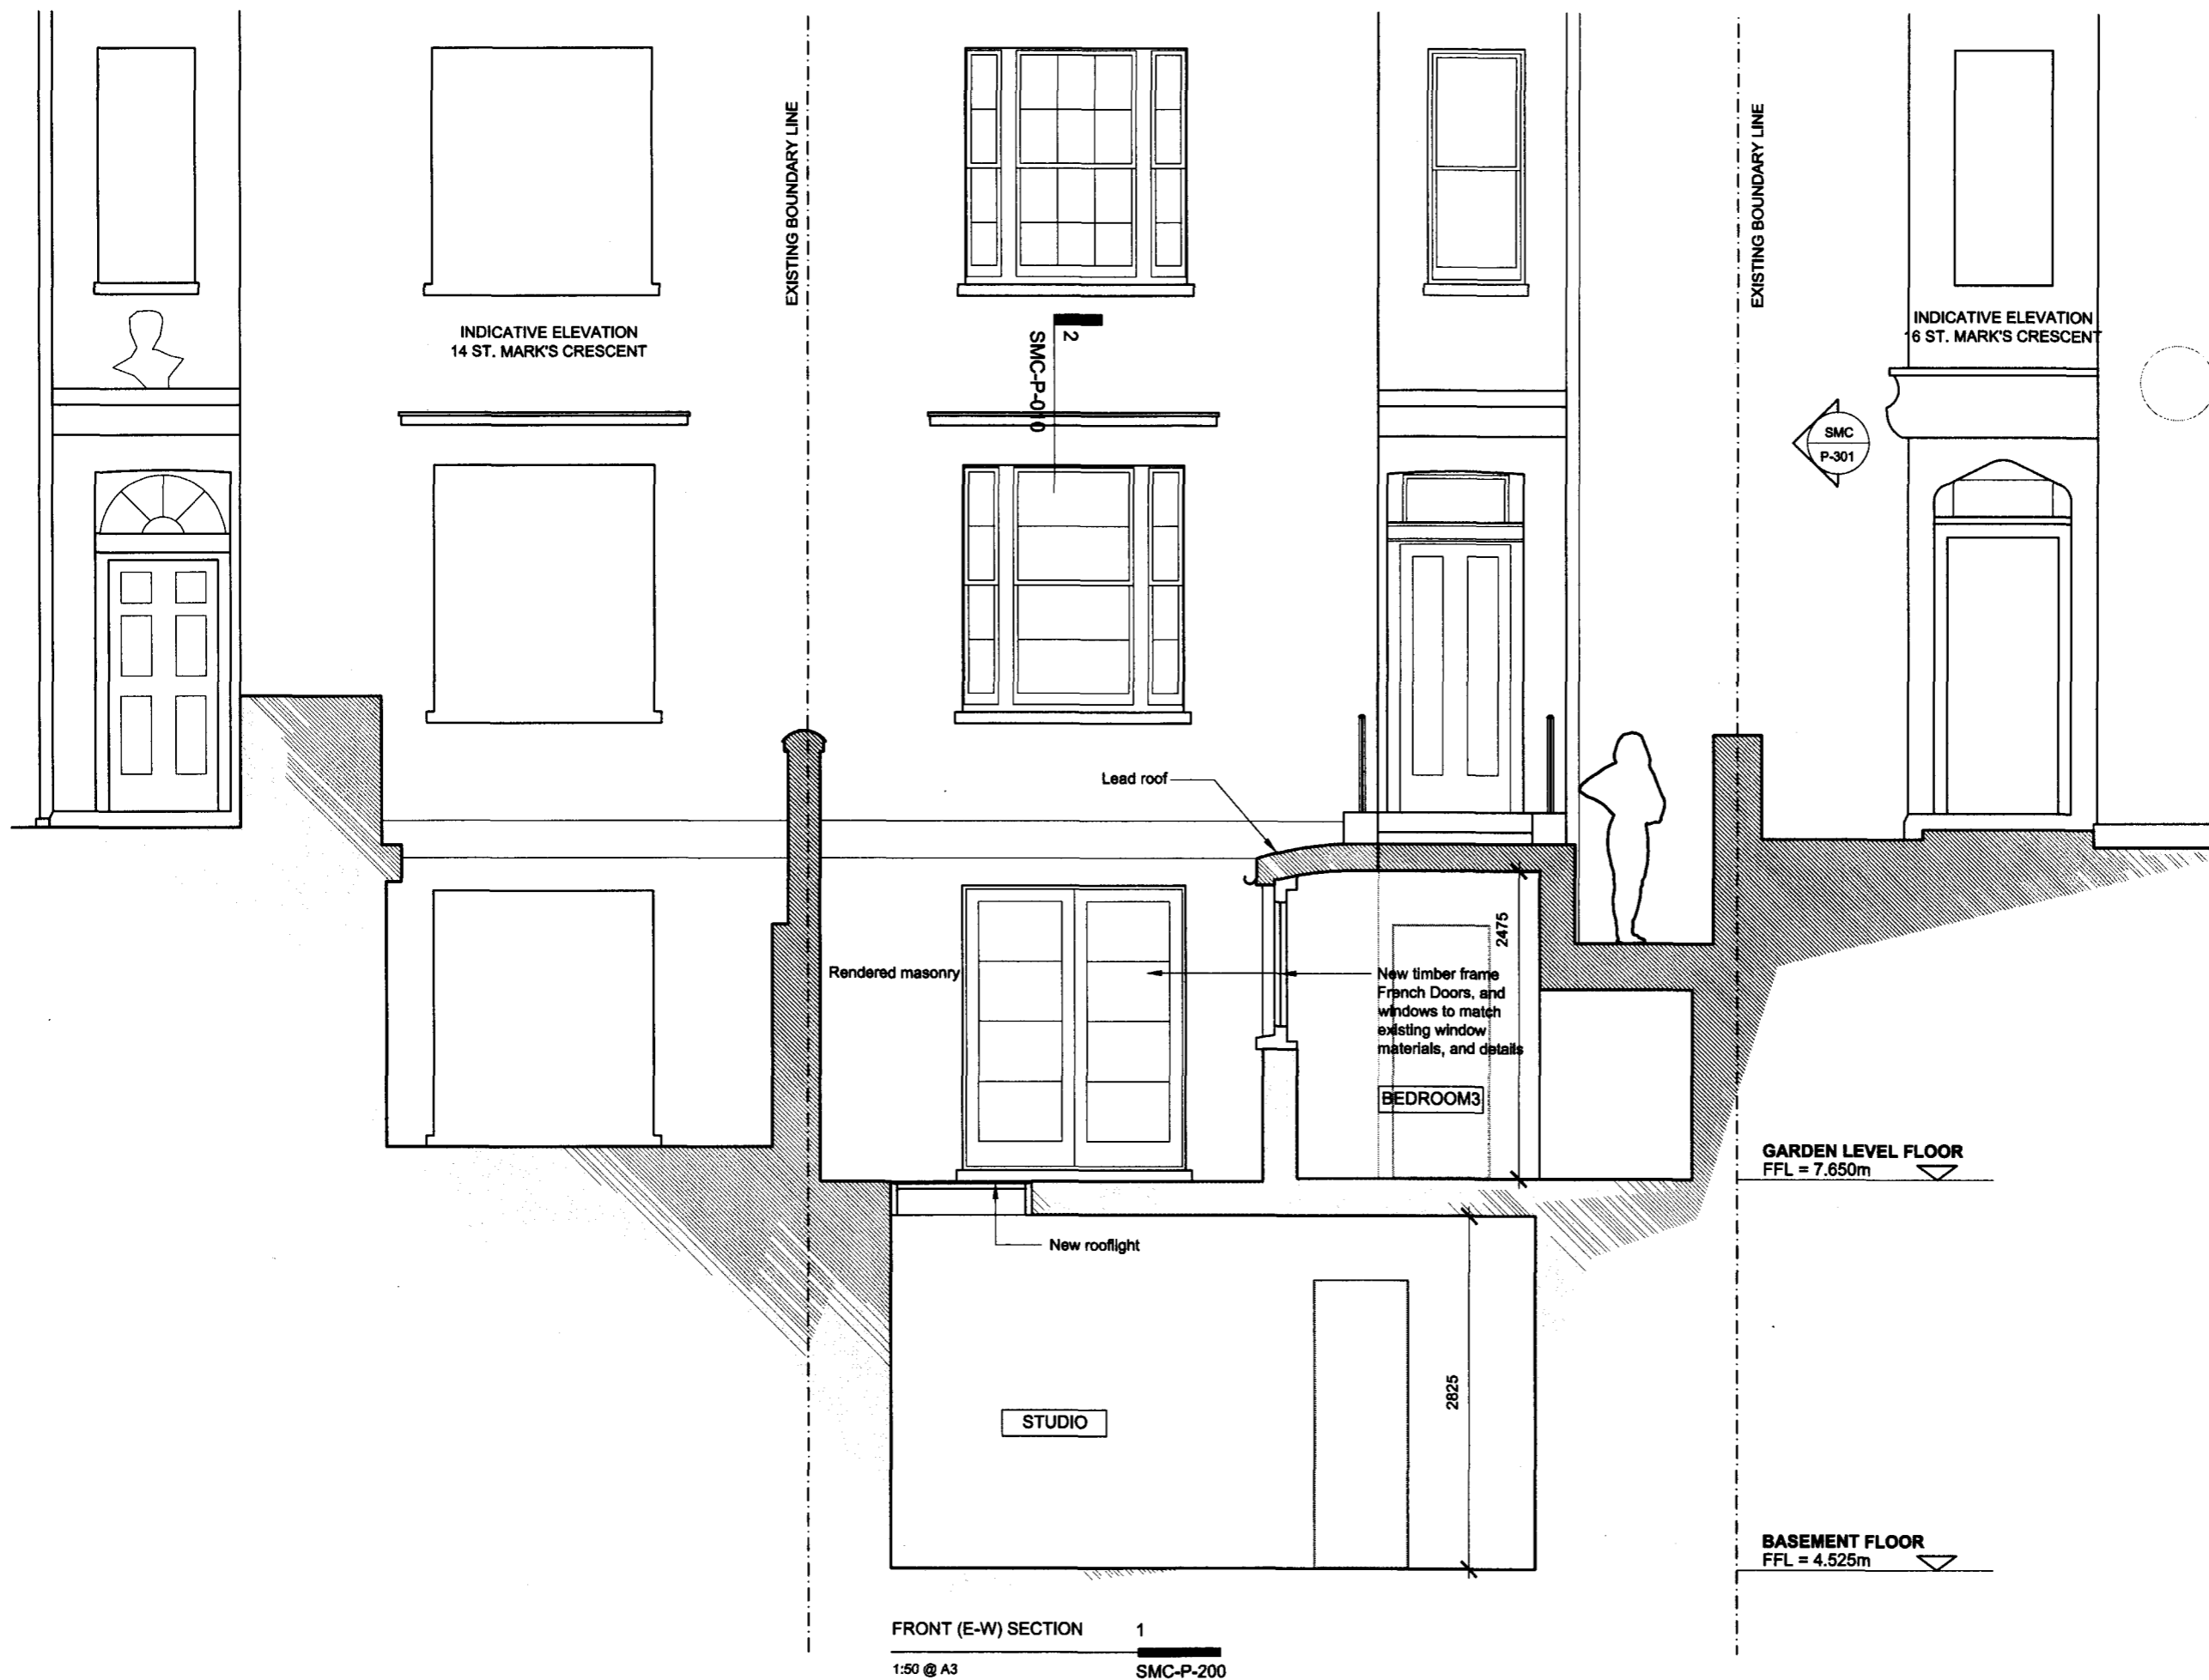 EXISTING BOUNDARY LINE
EXISTING BOUNDARY LINE
INDICATIVE ELEVATION
14 ST. MARK'S CRESCENT
2
SMC-P-010
INDICATIVE ELEVATION
16 ST. MARK'S CRESCENT
SMC
P-301
Lead roof
Rendered masonry
2475
New timber frame
French Doors, and
windows to match
existing window
materials, and details
BEDROOM3
GARDEN LEVEL FLOOR
FFL = 7.650m
New rooflight
2825
STUDIO
BASEMENT FLOOR
FFL = 4.525m
FRONT (E-W) SECTION 1
1:50 @ A3 SMC-P-200